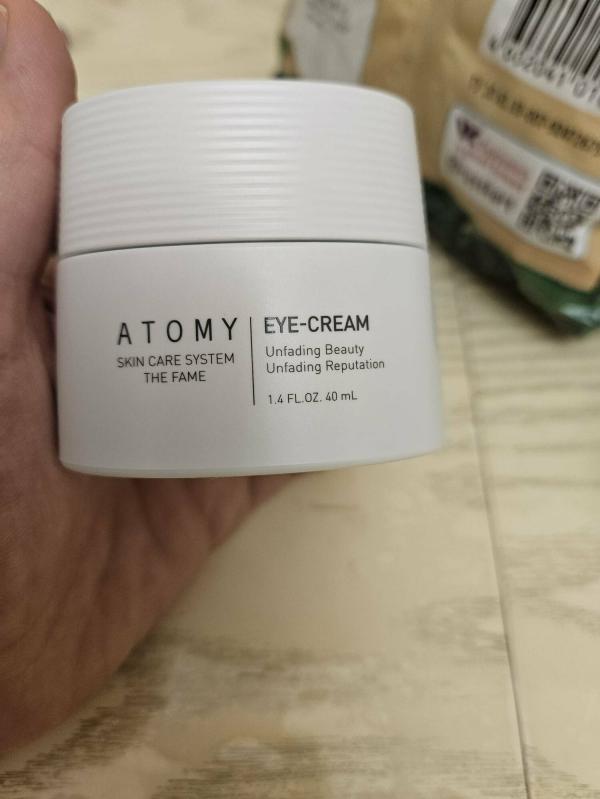 ATOMY
SKIN CARE SYSTEM
THE FAME
EYE-CREAM
Unfading Beauty
Unfading Reputation
1.4 FL.OZ. 40 mL